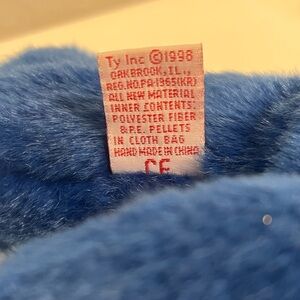 Ty Inc ©1998
OAKBROOK, IL.,
REG.NO.PA-1965(KR)
ALL NEW MATERIAL
INNER CONTENTS:
POLYESTER FIBER
& P.E. PELLETS
IN CLOTH BAG
HAND MADE IN CHINA
CE